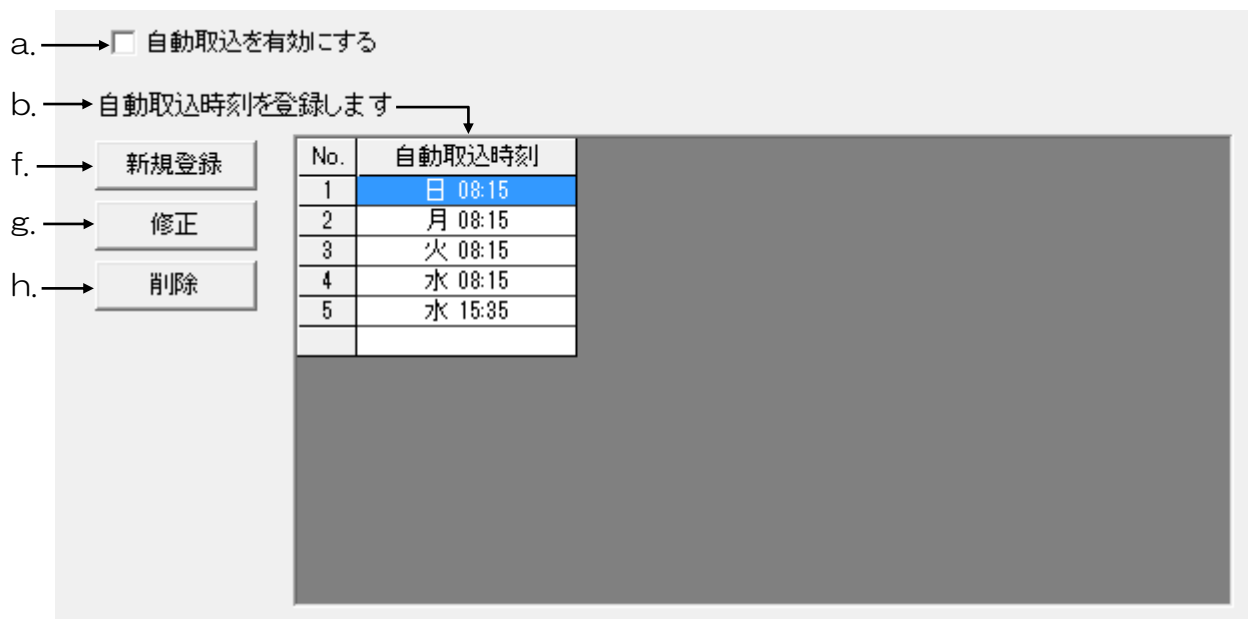 a. 自動取込を有効にする
b. 自動取込時刻を登録します
f. 新規登録
g. 修正
h. 削除
No. 自動取込時刻
1 日 08:15
2 月 08:15
3 火 08:15
4 水 08:15
5 水 15:35